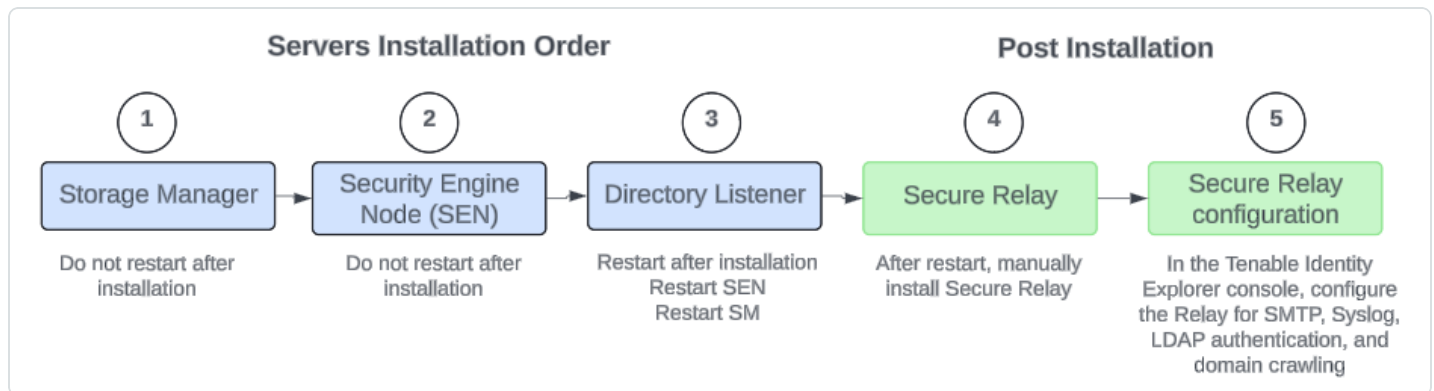 Servers Installation Order
Post Installation
1
2
3
4
5
Storage Manager
Security Engine
Node (SEN)
Directory Listener
Secure Relay
Secure Relay
configuration
Do not restart after
installation
Do not restart after
installation
Restart after installation
Restart SEN
Restart SM
After restart, manually
install Secure Relay
In the Tenable Identity
Explorer console, configure
the Relay for SMTP, Syslog,
LDAP authentication, and
domain crawling